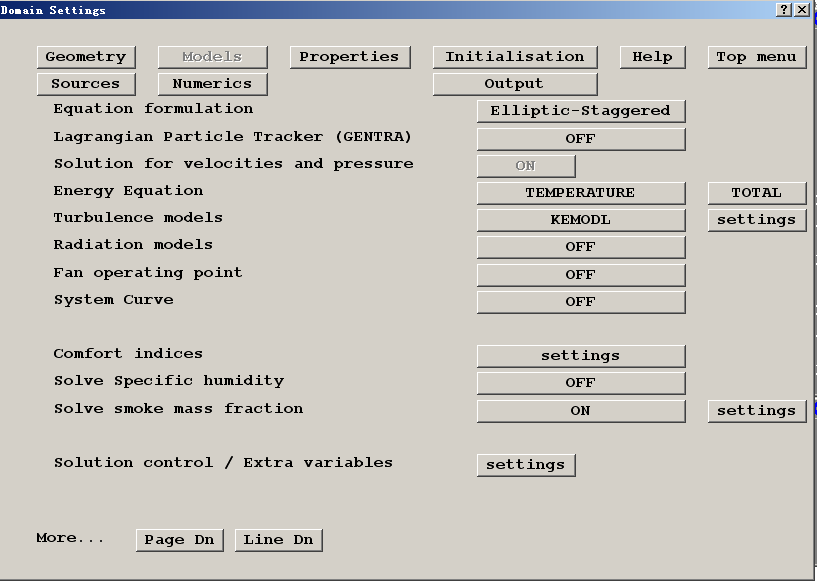 Domain Settings ? X
Geometry Models Properties Initialisation Help Top menu
Sources Numerics Output
Equation formulation Elliptic-Staggered
Lagrangian Particle Tracker (GENTRA) OFF
Solution for velocities and pressure ON
Energy Equation TEMPERATURE TOTAL
Turbulence models KEMODL settings
Radiation models OFF
Fan operating point OFF
System Curve OFF
Comfort indices settings
Solve Specific humidity OFF
Solve smoke mass fraction ON settings
Solution control / Extra variables settings
More... Page Dn Line Dn